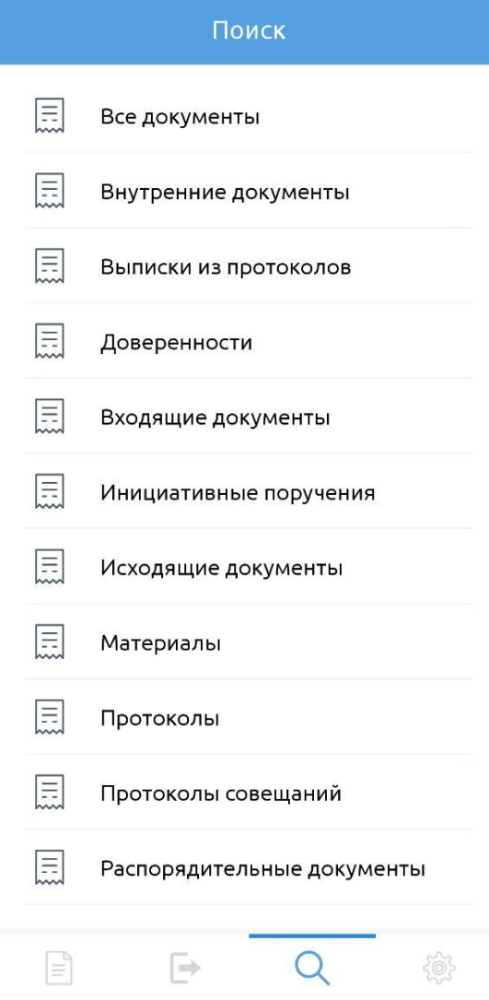 Поиск
Все документы
Внутренние документы
Выписки из протоколов
Доверенности
Входящие документы
Инициативные поручения
Исходящие документы
Материалы
Протоколы
Протоколы совещаний
Распорядительные документы